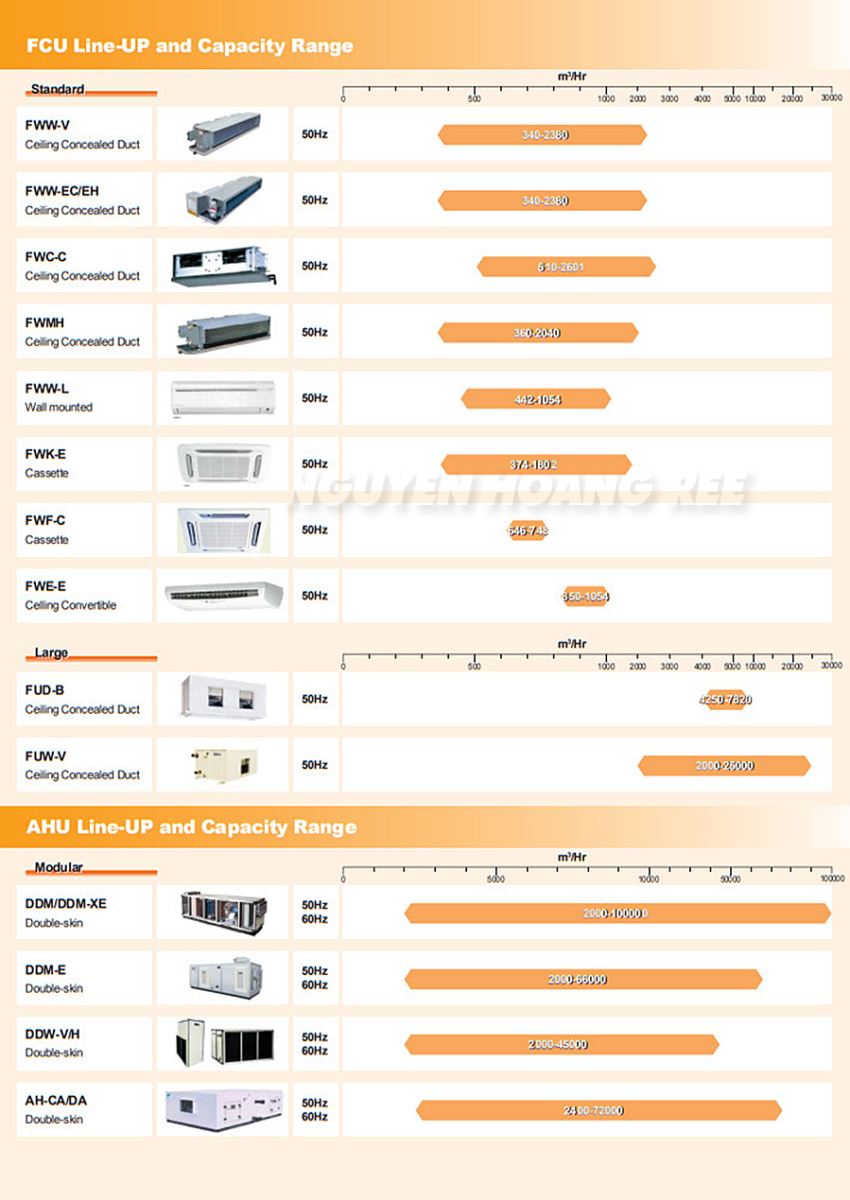 FCU Line-UP and Capacity Range
Standard
m³/Hr
0 500 1000 2000 3000 4000 5000 10000 20000 30000
FWW-V
Ceiling Concealed Duct
50Hz
340-2380
FWW-EC/EH
Ceiling Concealed Duct
50Hz
340-2380
FWC-C
Ceiling Concealed Duct
50Hz
510-2601
FWMH
Ceiling Concealed Duct
50Hz
360-2040
FWW-L
Wall mounted
50Hz
442-1054
FWK-E
Cassette
50Hz
374-1802
NGUYEN HOANG REE
FWF-C
Cassette
50Hz
646-748
FWE-E
Celling Convertible
50Hz
850-1054
Large
m³/Hr
0 500 1000 2000 3000 4000 5000 10000 20000 30000
FUD-B
Ceiling Concealed Duct
50Hz
4250-7820
FUW-V
Ceiling Concealed Duct
50Hz
2000-25000
AHU Line-UP and Capacity Range
Modular
m³/Hr
0 5000 10000 50000 100000
DDM/DDM-XE
Double-skin
50Hz
60Hz
2000-100000
DDM-E
Double-skin
50Hz
60Hz
2000-66000
DDW-V/H
Double-skin
50Hz
60Hz
2000-45000
AH-CA/DA
Double-skin
50Hz
60Hz
2400-72000